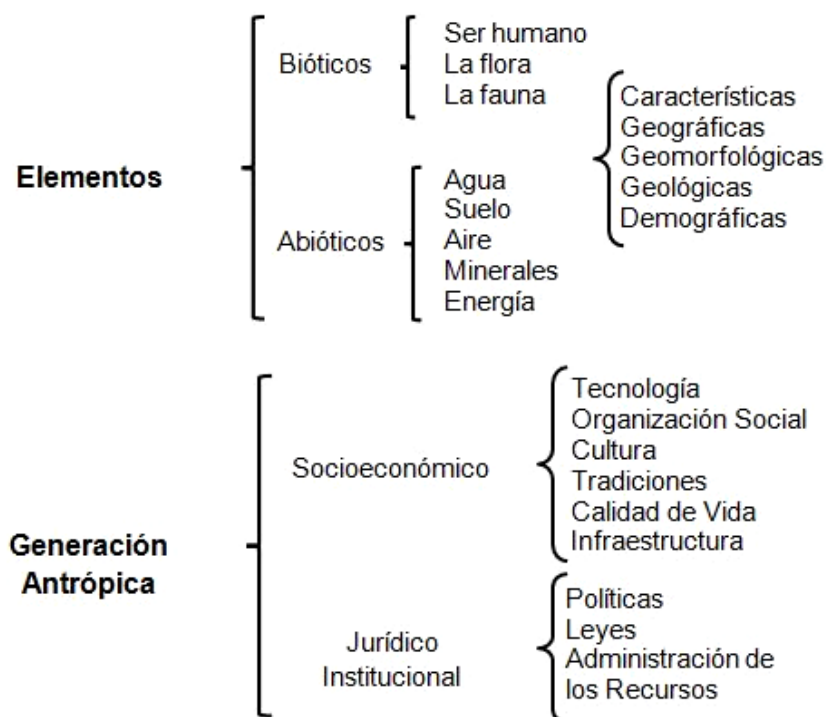 Elementos
Bióticos
Ser humano
La flora
La fauna
Abióticos
Agua
Suelo
Aire
Minerales
Energía
Características
Geográficas
Geomorfológicas
Geológicas
Demográficas
Generación
Antrópica
Socioeconómico
Tecnología
Organización Social
Cultura
Tradiciones
Calidad de Vida
Infraestructura
Jurídico
Institucional
Políticas
Leyes
Administración de
los Recursos